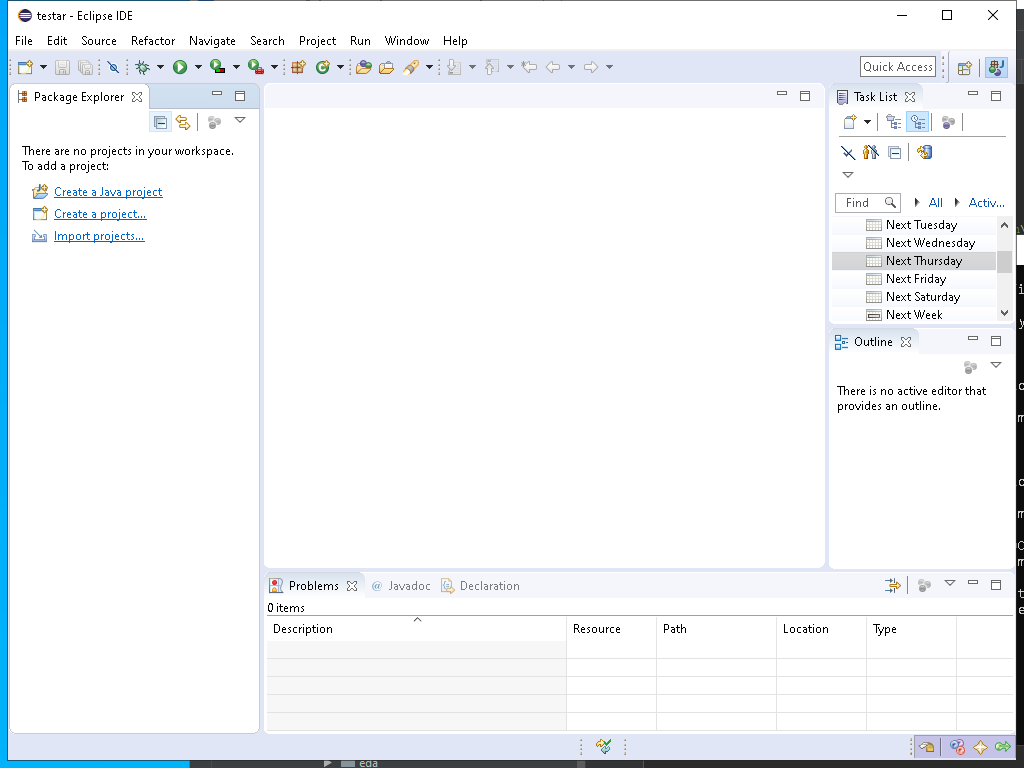 testar - Eclipse IDE
File Edit Source Refactor Navigate Search Project Run Window Help
Quick Access
Package Explorer
There are no projects in your workspace.
To add a project:
Create a Java project
Create a project...
Import projects...
Task List
Find All Activ...
Next Tuesday
Next Wednesday
Next Thursday
Next Friday
Next Saturday
Next Week
Outline
There is no active editor that
provides an outline.
Problems @ Javadoc Declaration
0 items
Description Resource Path Location Type
eda